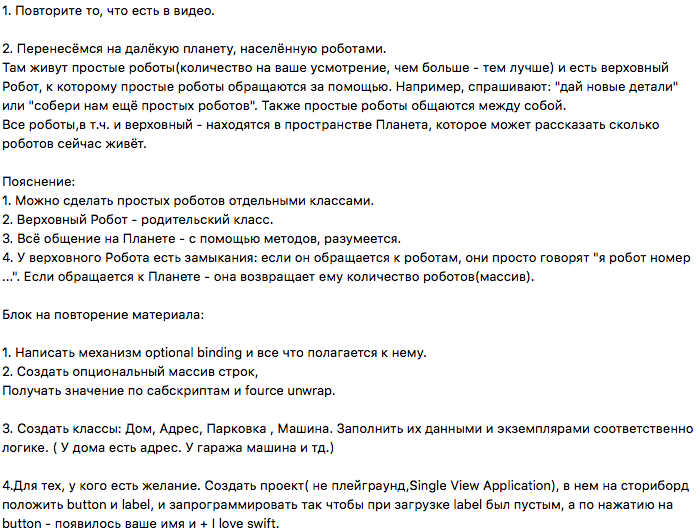 1. Повторите то, что есть в видео.
2. Перенесёмся на далёкую планету, населённую роботами.
Там живут простые роботы(количество на ваше усмотрение, чем больше - тем лучше) и есть верховный
Робот, к которому простые роботы обращаются за помощью. Например, спрашивают: "дай новые детали"
или "собери нам ещё простых роботов". Также простые роботы общаются между собой.
Все роботы,в т.ч. и верховный - находятся в пространстве Планета, которое может рассказать сколько
роботов сейчас живёт.
Пояснение:
1. Можно сделать простых роботов отдельными классами.
2. Верховный Робот - родительский класс.
3. Всё общение на Планете - с помощью методов, разумеется.
4. У верховного Робота есть замыкания: если он обращается к роботам, они просто говорят "я робот номер
...". Если обращается к Планете - она возвращает ему количество роботов(массив).
Блок на повторение материала:
1. Написать механизм optional binding и все что полагается к нему.
2. Создать опциональный массив строк,
Получать значение по сабскриптам и fource unwrap.
3. Создать классы: Дом, Адрес, Парковка , Машина. Заполнить их данными и экземплярами соответственно
логике. ( У дома есть адрес. У гаража машина и тд.)
4.Для тех, у кого есть желание. Создать проект( не плейграунд,Single View Application), в нем на сториборд
положить button и label, и запрограммировать так чтобы при загрузке label был пустым, а по нажатию на
button - появилось ваше имя и + I love swift.